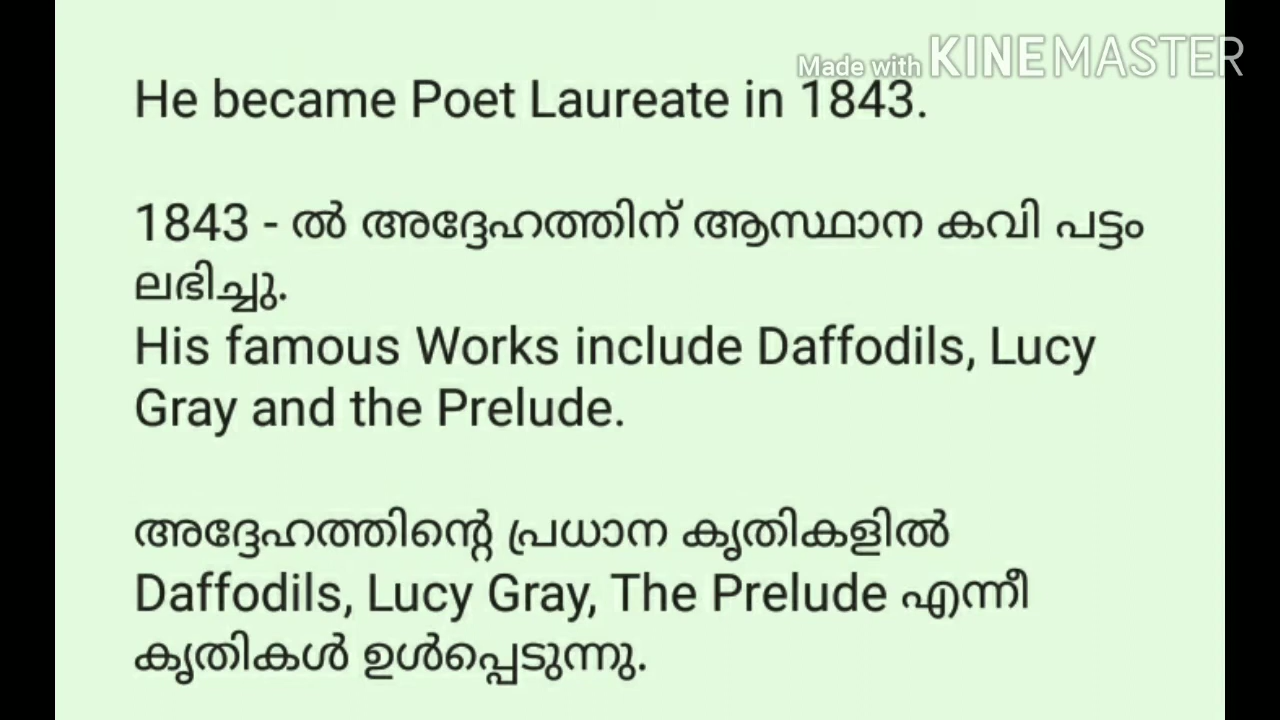 Made with KINEMASTER
He became Poet Laureate in 1843.
1843 - ൽ അദ്ദേഹത്തിന് ആസ്ഥാന കവി പട്ടം
ലഭിച്ചു.
His famous Works include Daffodils, Lucy
Gray and the Prelude.
അദ്ദേഹത്തിന്റെ പ്രധാന കൃതികളിൽ
Daffodils, Lucy Gray, The Prelude എന്നീ
കൃതികൾ ഉൾപ്പെടുന്നു.